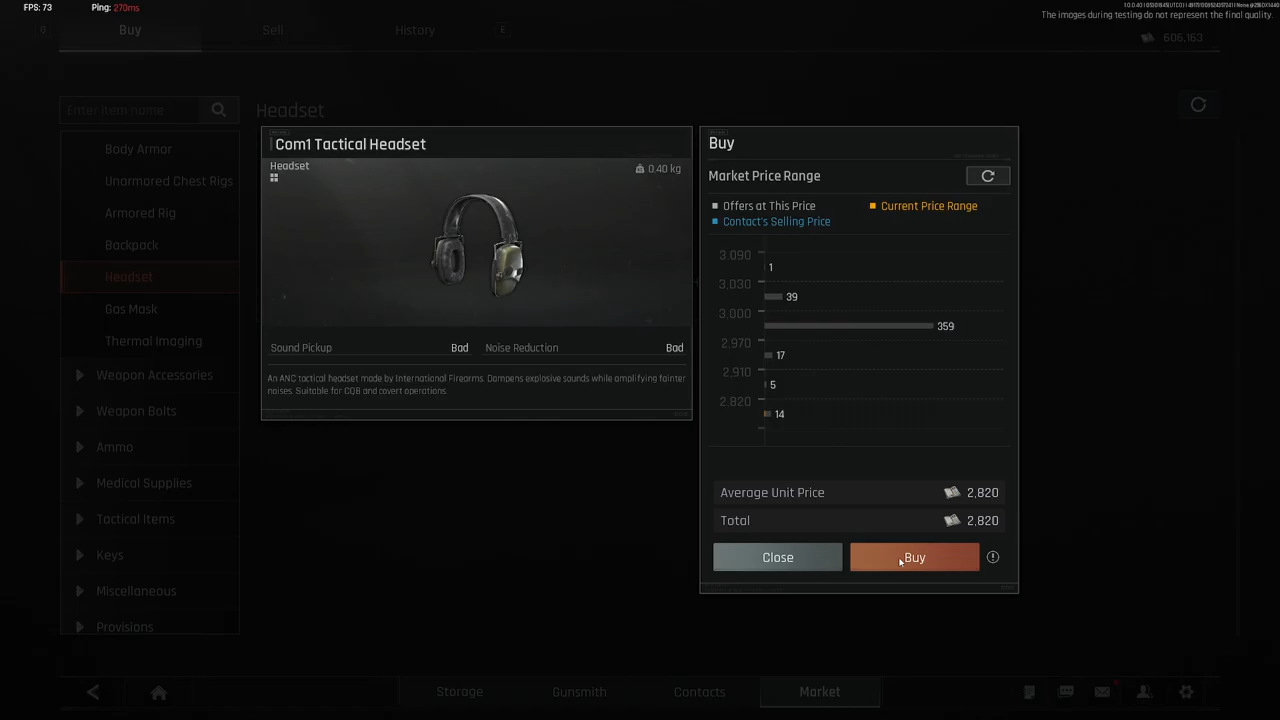 FPS: 73 Ping: 270ms
The images during testing do not represent the final quality.
Q Buy Sell History E
606,163
Enter item name
Headset
Body Armor
Unarmored Chest Rigs
Armored Rig
Backpack
Headset
Gas Mask
Thermal Imaging
Weapon Accessories
Weapon Bolts
Ammo
Medical Supplies
Tactical Items
Keys
Miscellaneous
Provisions
Com1 Tactical Headset
Headset
0.40 kg
Sound Pickup Bad Noise Reduction Bad
An ANC tactical headset made by International Firearms. Dampens explosive sounds while amplifying fainter
noises. Suitable for CQB and covert operations.
Buy
Market Price Range
Offers at This Price Current Price Range
Contact's Selling Price
3,090
1
3,030
39
3,000
359
2,970
17
2,910
5
2,820
14
Average Unit Price 2,820
Total 2,820
Close Buy
Storage Gunsmith Contacts Market